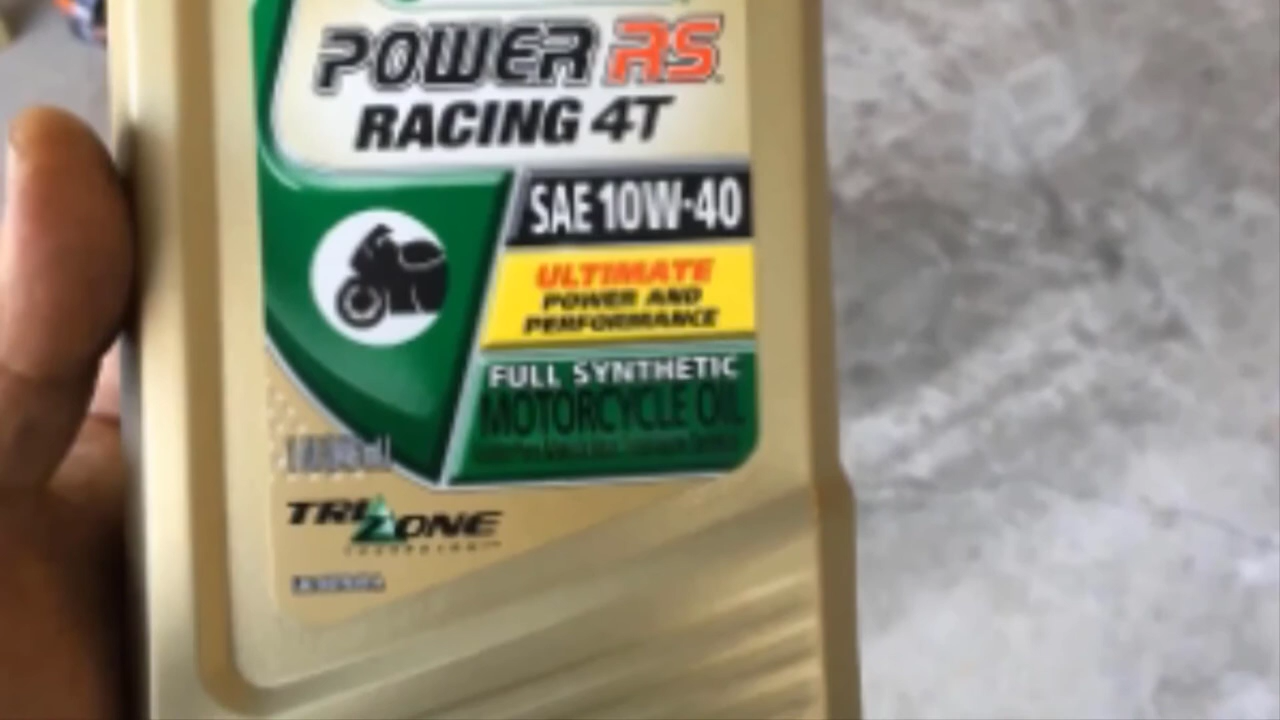 POWER RS
RACING 4T
SAE 10W-40
ULTIMATE
POWER AND
PERFORMANCE
FULL SYNTHETIC
MOTORCYCLE OIL
TRIZONE